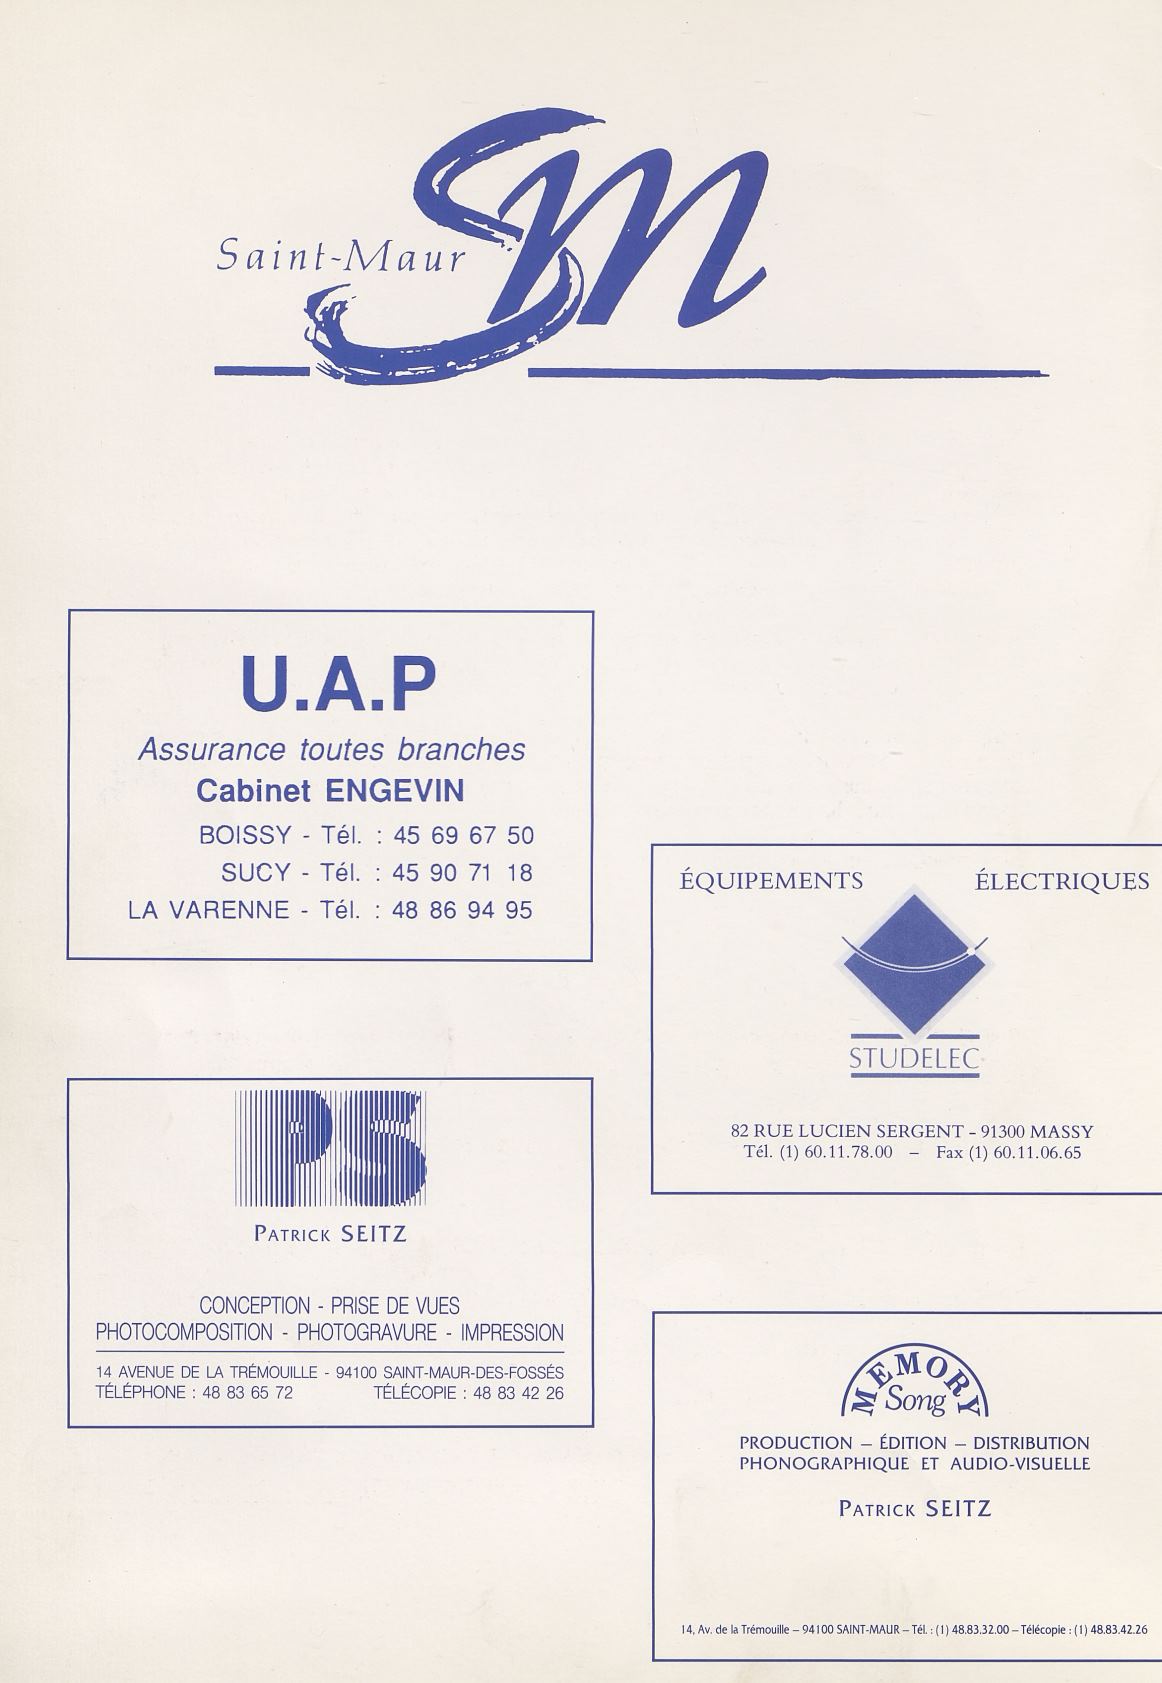 Saint-Maur
SM
U.A.P
Assurance toutes branches
Cabinet ENGEVIN
BOISSY - Tél. : 45 69 67 50
SUCY - Tél. : 45 90 71 18
LA VARENNE - Tél. : 48 86 94 95
ÉQUIPEMENTS ÉLECTRIQUES
STUDELEC
82 RUE LUCIEN SERGENT - 91300 MASSY
Tél. (1) 60.11.78.00 – Fax (1) 60.11.06.65
PS
PATRICK SEITZ
CONCEPTION - PRISE DE VUES
PHOTOCOMPOSITION - PHOTOGRAVURE - IMPRESSION
14 AVENUE DE LA TRÉMOUILLE - 94100 SAINT-MAUR-DES-FOSSÉS
TÉLÉPHONE : 48 83 65 72 TÉLÉCOPIE : 48 83 42 26
MEMORY
Song
PRODUCTION – ÉDITION – DISTRIBUTION
PHONOGRAPHIQUE ET AUDIO-VISUELLE
PATRICK SEITZ
14, Av. de la Trémouille – 94100 SAINT-MAUR – Tél. : (1) 48.83.32.00 – Télécopie : (1) 48.83.42.26